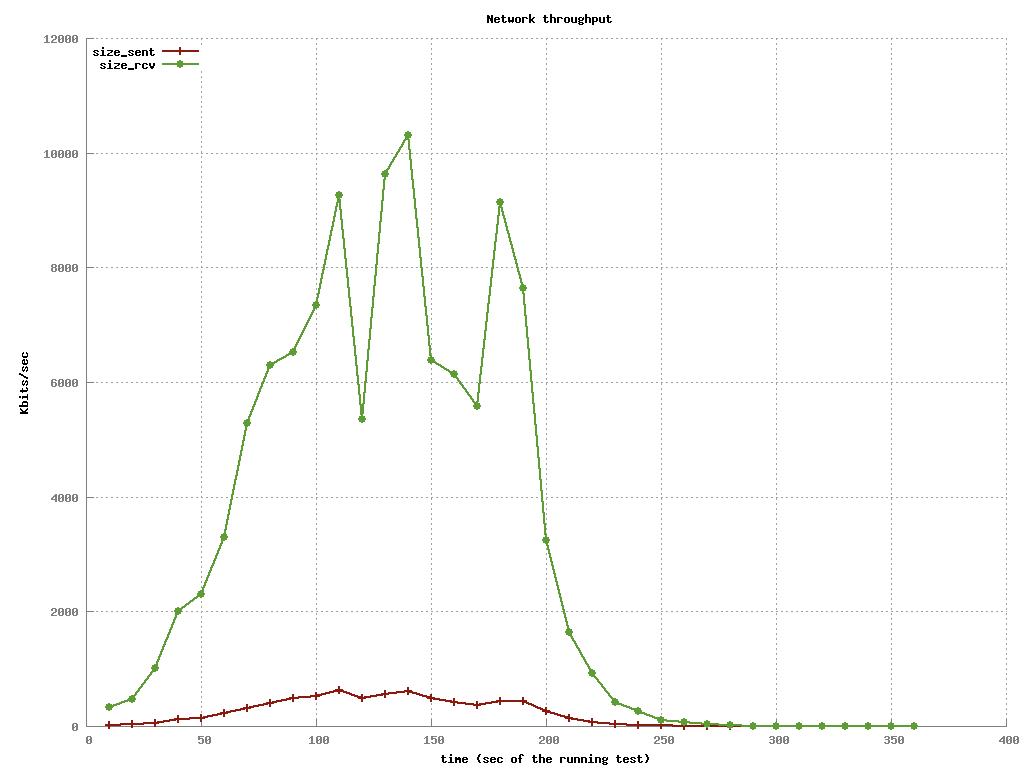 Network throughput
12000
size_sent
size_rcv
10000
8000
6000
Kbits/sec
4000
2000
0
0 50 100 150 200 250 300 350 400
time (sec of the running test)